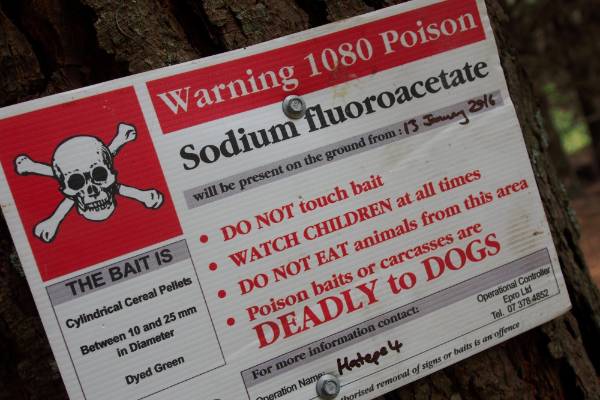 Warning 1080 Poison
Sodium fluoroacetate
will be present on the ground from : 13 January 2016
• DO NOT touch bait
• WATCH CHILDREN at all times
• DO NOT EAT animals from this area
• Poison baits or carcasses are
DEADLY to DOGS
THE BAIT IS
Cylindrical Cereal Pellets
Between 10 and 25 mm
in Diameter
Dyed Green
For more information contact:
Operation Name:
Operational Controller
Epro Ltd
Tel. 07 378-4852
removal of signs or baits is an offence